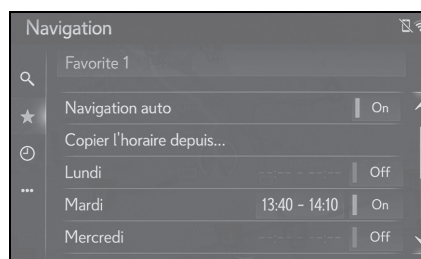 Navigation
Favorite 1
Navigation auto On
Copier l'horaire depuis...
Lundi --:-- - --:-- Off
Mardi 13:40 - 14:10 On
Mercredi --:-- - --:-- Off